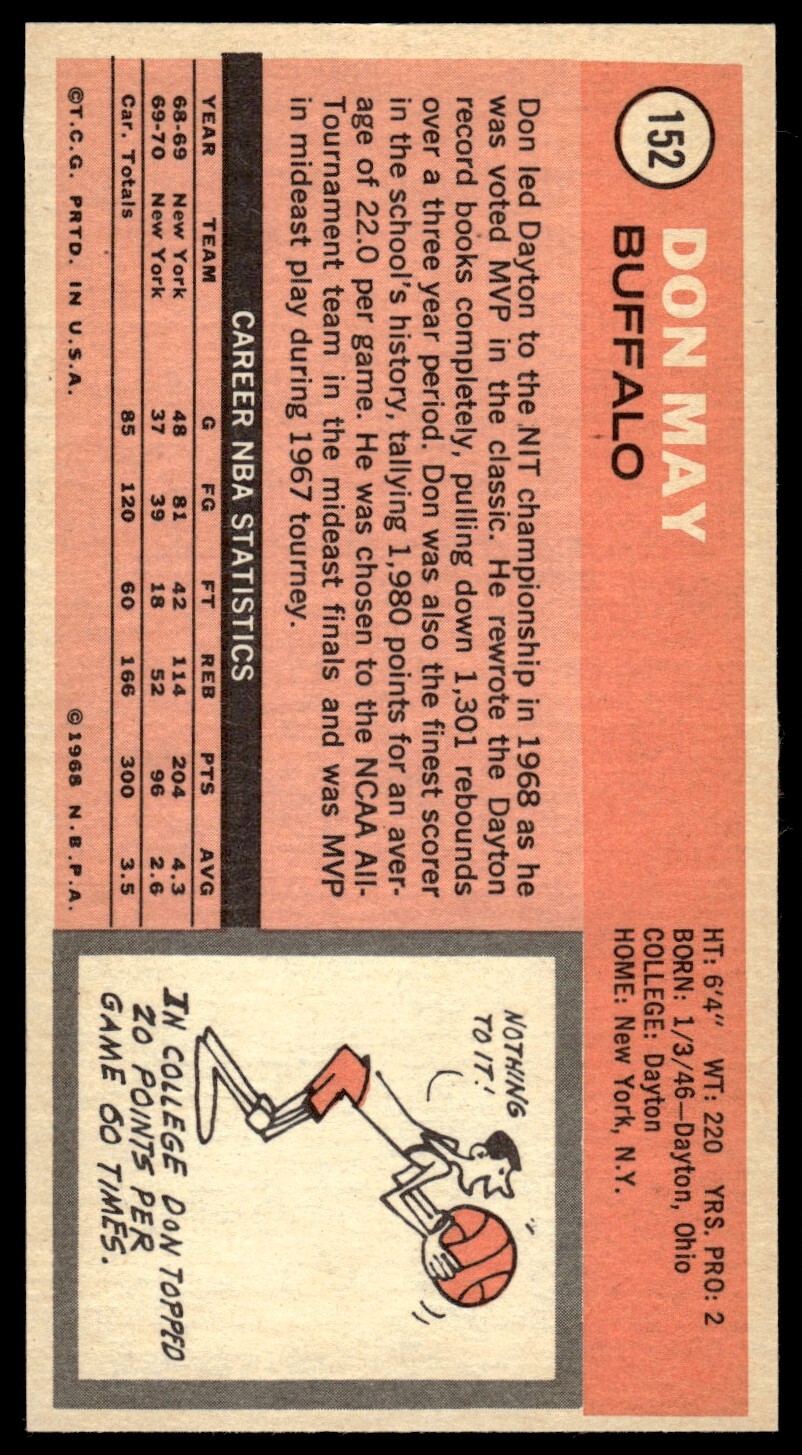 152
DON MAY
BUFFALO
HT: 6'4" WT: 220 YRS. PRO: 2
BORN: 1/3/46—Dayton, Ohio
COLLEGE: Dayton
HOME: New York, N.Y.
Don led Dayton to the NIT championship in 1968 as he
was voted MVP in the classic. He rewrote the Dayton
record books completely, pulling down 1,301 rebounds
over a three year period. Don was also the finest scorer
in the school's history, tallying 1,980 points for an aver-
age of 22.0 per game. He was chosen to the NCAA All-
Tournament team in the mideast finals and was MVP
in mideast play during 1967 tourney.
CAREER NBA STATISTICS
YEAR TEAM G FG FT REB PTS AVG
68-69 New York 48 81 42 114 204 4.3
69-70 New York 37 39 18 52 96 2.6
Car. Totals 85 120 60 166 300 3.5
©T.C.G. PRTD. IN U.S.A. ©1968 N.B.P.A.
NOTHING
TO IT!
IN COLLEGE DON TOPPED
20 POINTS PER
GAME 60 TIMES.